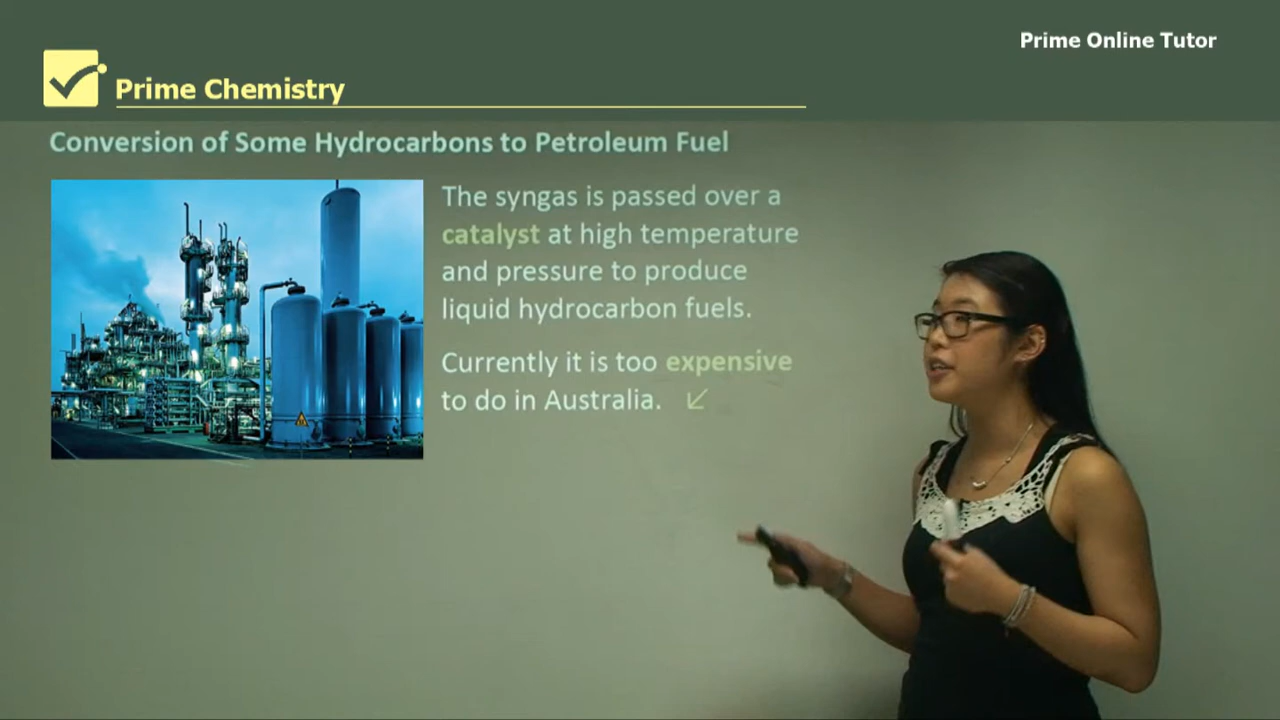 Prime Online Tutor
Prime Chemistry
Conversion of Some Hydrocarbons to Petroleum Fuel
The syngas is passed over a
catalyst at high temperature
and pressure to produce
liquid hydrocarbon fuels.
Currently it is too expensive
to do in Australia.